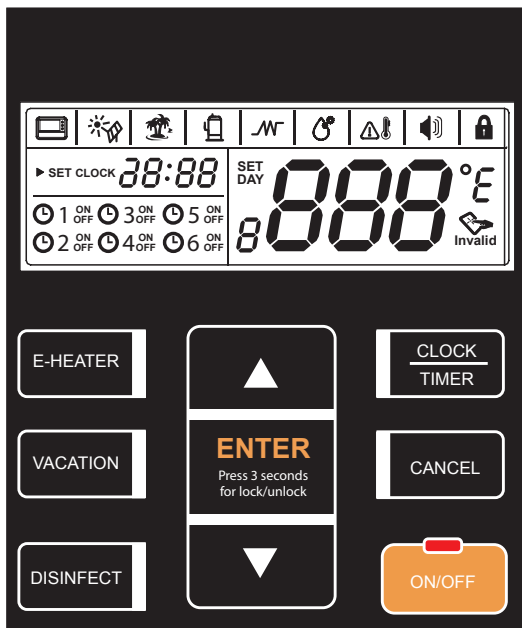 SET CLOCK 38:88
SET DAY 8 888 °E
1 ON OFF 3 ON OFF 5 ON OFF
2 ON OFF 4 ON OFF 6 ON OFF
Invalid
E-HEATER
CLOCK
TIMER
VACATION
ENTER
Press 3 seconds
for lock/unlock
CANCEL
DISINFECT
ON/OFF